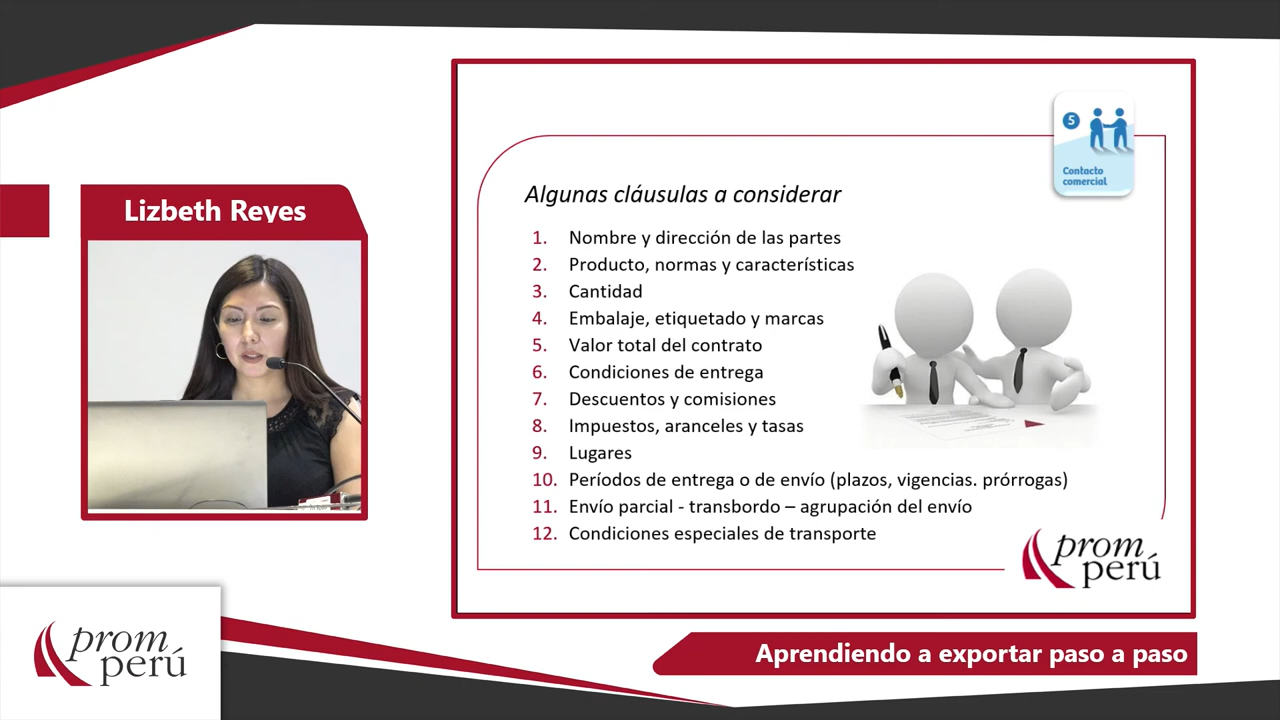 Lizbeth Reyes
5
Contacto
comercial
Algunas cláusulas a considerar
1. Nombre y dirección de las partes
2. Producto, normas y características
3. Cantidad
4. Embalaje, etiquetado y marcas
5. Valor total del contrato
6. Condiciones de entrega
7. Descuentos y comisiones
8. Impuestos, aranceles y tasas
9. Lugares
10. Períodos de entrega o de envío (plazos, vigencias. prórrogas)
11. Envío parcial - transbordo – agrupación del envío
12. Condiciones especiales de transporte
prom
perú
prom
perú
Aprendiendo a exportar paso a paso